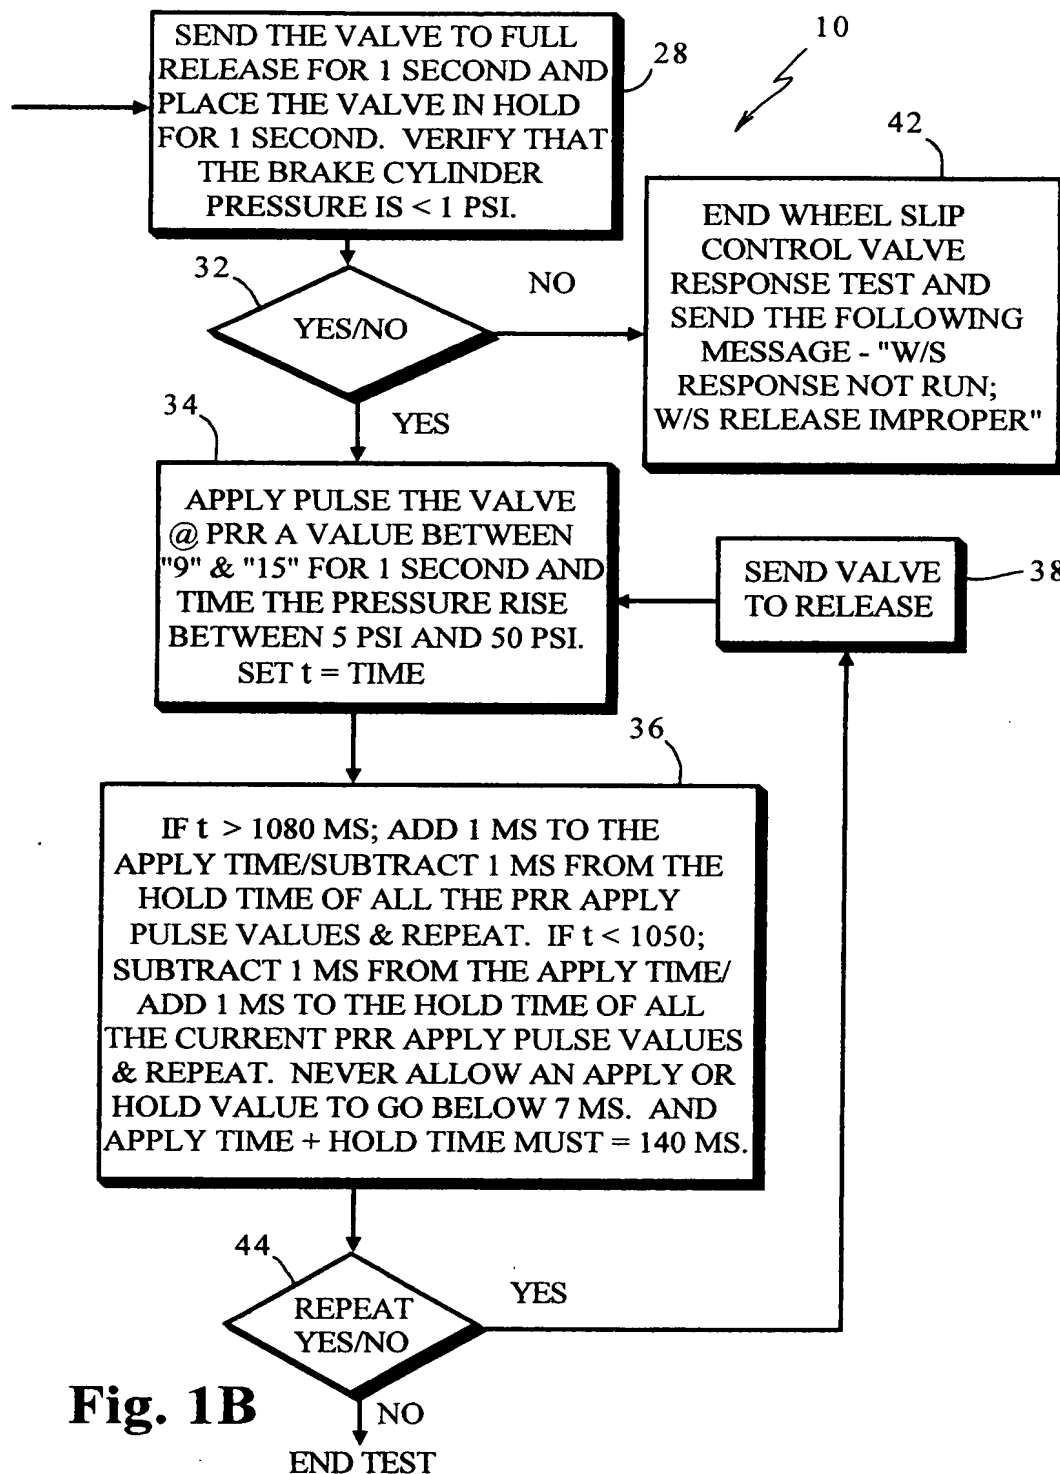 SEND THE VALVE TO FULL
RELEASE FOR 1 SECOND AND
PLACE THE VALVE IN HOLD
FOR 1 SECOND. VERIFY THAT
THE BRAKE CYLINDER
PRESSURE IS < 1 PSI.
28
10
42
END WHEEL SLIP
CONTROL VALVE
RESPONSE TEST AND
SEND THE FOLLOWING
MESSAGE - "W/S
RESPONSE NOT RUN;
W/S RELEASE IMPROPER"
32
YES/NO
NO
YES
34
APPLY PULSE THE VALVE
@ PRR A VALUE BETWEEN
"9" & "15" FOR 1 SECOND AND
TIME THE PRESSURE RISE
BETWEEN 5 PSI AND 50 PSI.
SET t = TIME
SEND VALVE
TO RELEASE
38
36
IF t > 1080 MS; ADD 1 MS TO THE
APPLY TIME/SUBTRACT 1 MS FROM THE
HOLD TIME OF ALL THE PRR APPLY
PULSE VALUES & REPEAT. IF t < 1050;
SUBTRACT 1 MS FROM THE APPLY TIME/
ADD 1 MS TO THE HOLD TIME OF ALL
THE CURRENT PRR APPLY PULSE VALUES
& REPEAT. NEVER ALLOW AN APPLY OR
HOLD VALUE TO GO BELOW 7 MS. AND
APPLY TIME + HOLD TIME MUST = 140 MS.
44
REPEAT
YES/NO
YES
NO
END TEST
Fig. 1B